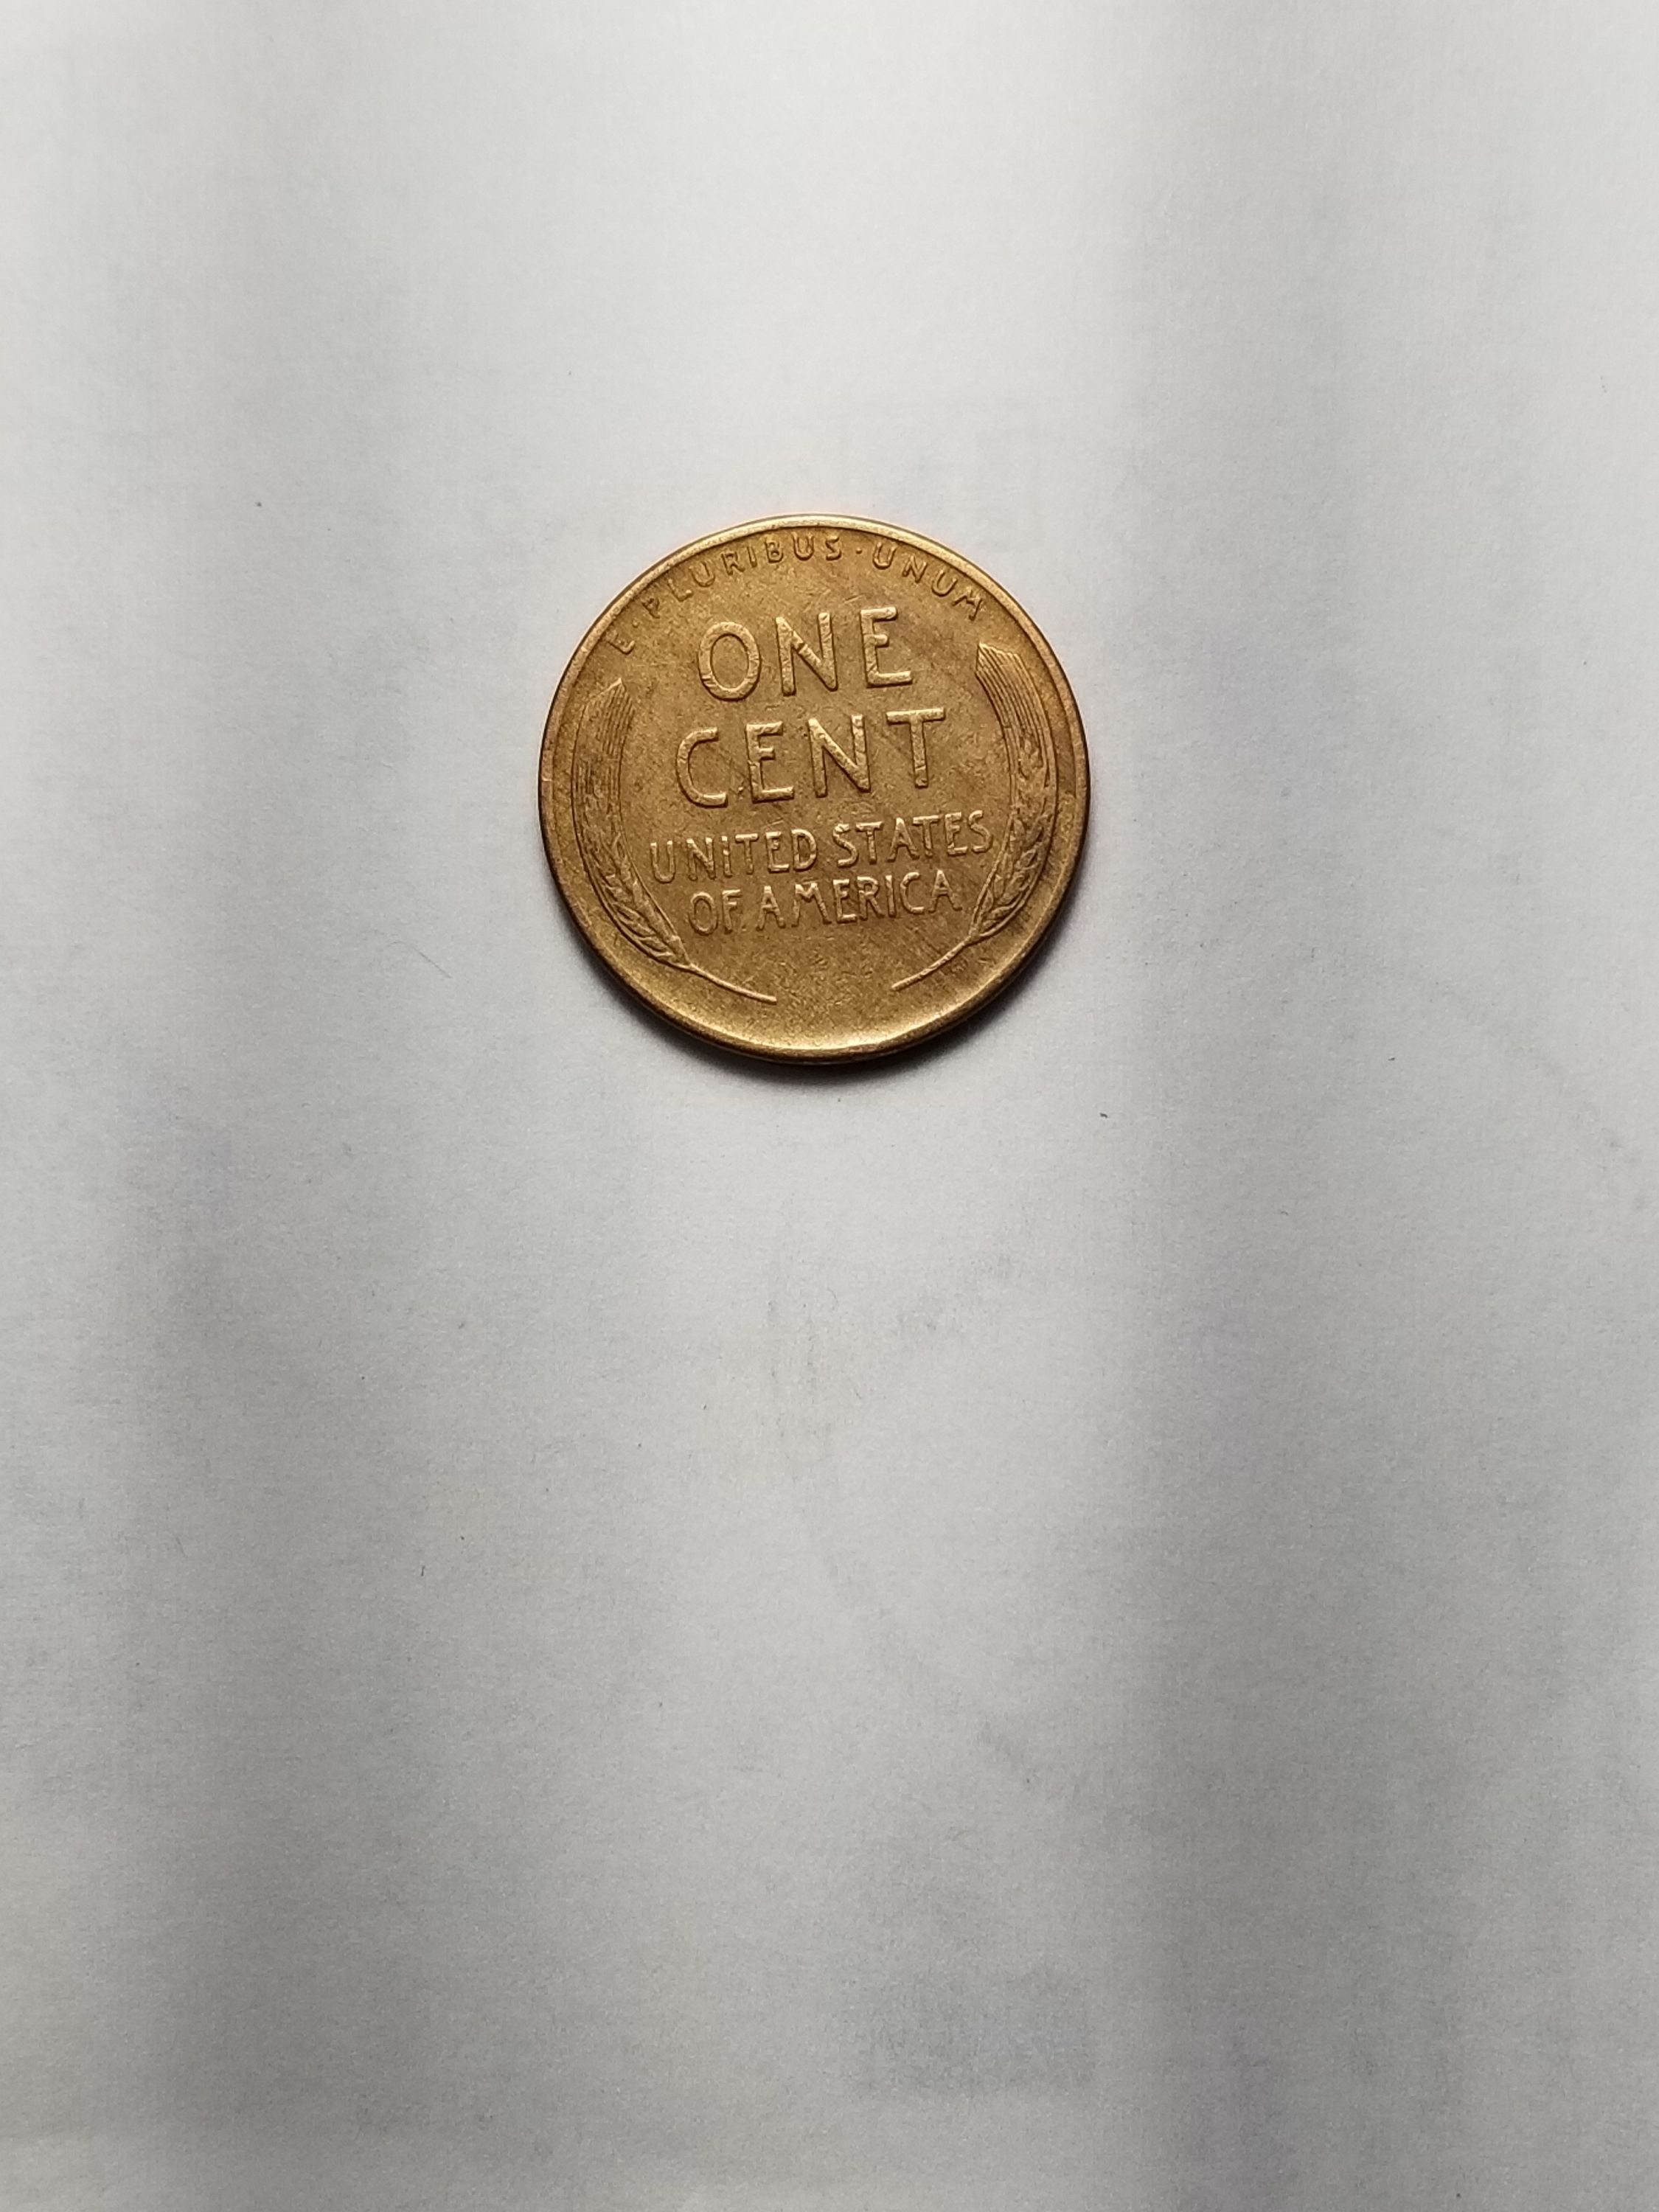 E·PLURIBUS·UNUM
ONE
CENT
UNITED STATES
OF AMERICA